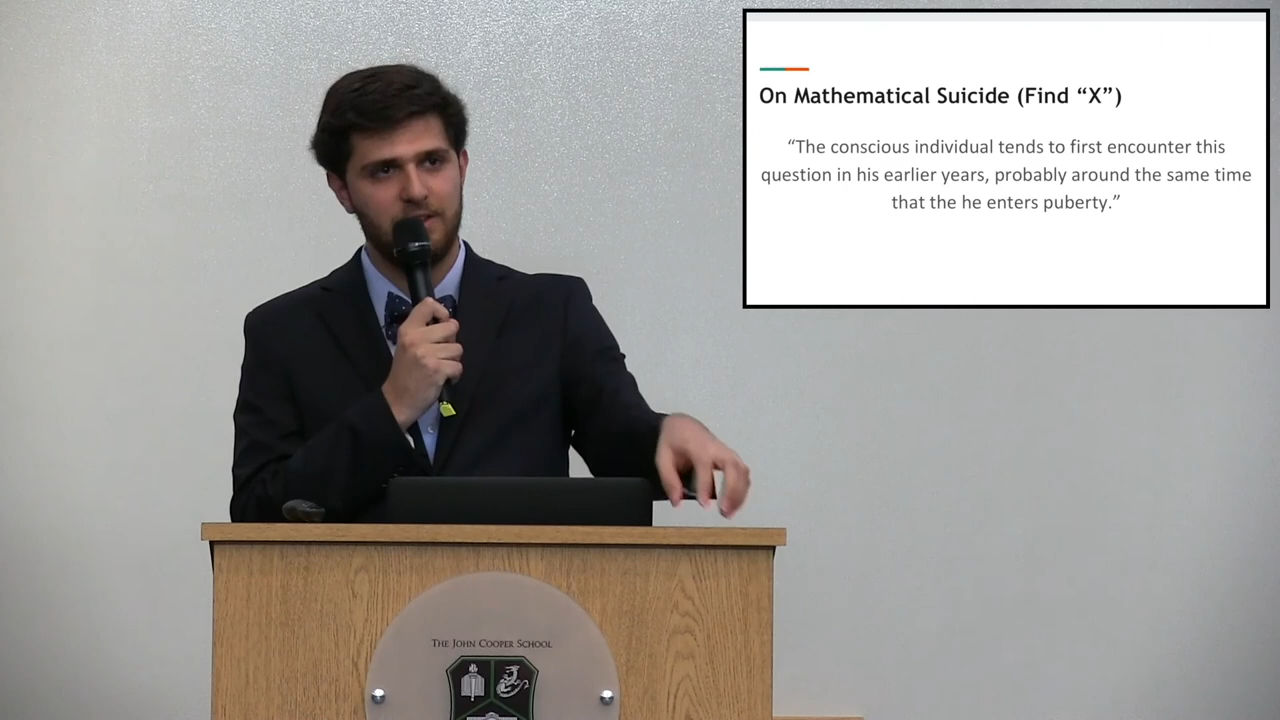 On Mathematical Suicide (Find “X”)
“The conscious individual tends to first encounter this
question in his earlier years, probably around the same time
that the he enters puberty.”
THE JOHN COOPER SCHOOL